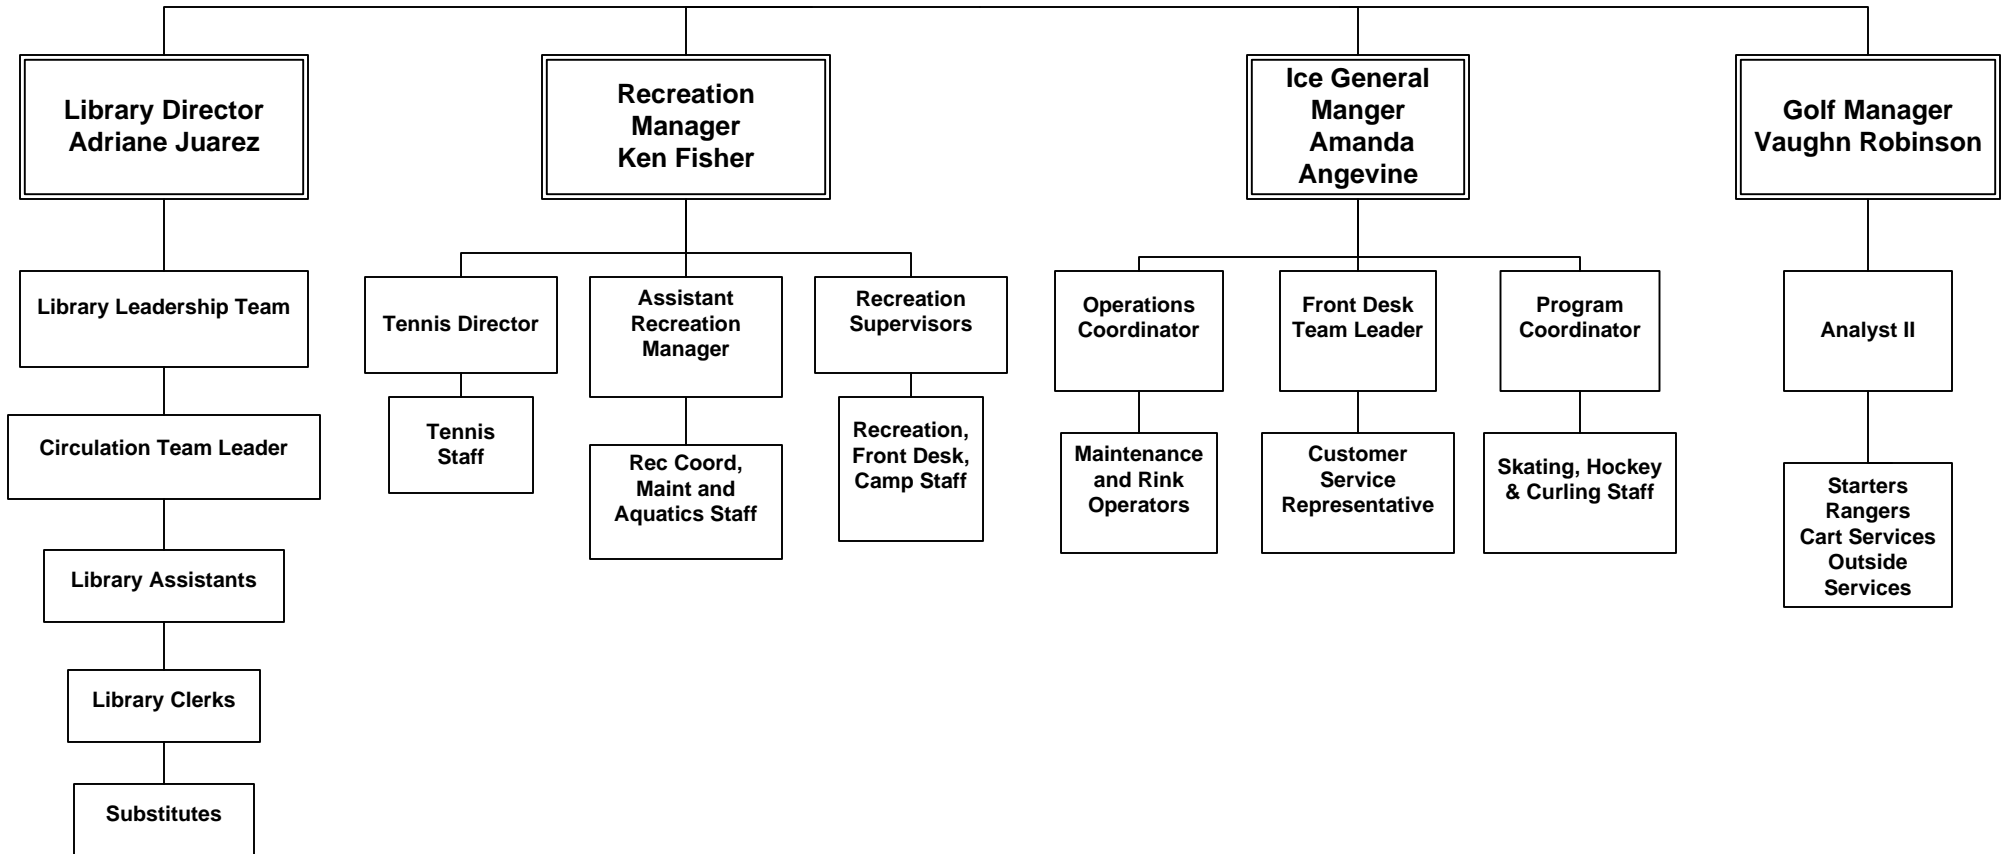 Library Director
Adriane Juarez
Recreation
Manager
Ken Fisher
Ice General
Manger
Amanda
Angevine
Golf Manager
Vaughn Robinson
Library Leadership Team
Tennis Director
Assistant
Recreation
Manager
Recreation
Supervisors
Operations
Coordinator
Front Desk
Team Leader
Program
Coordinator
Analyst II
Circulation Team Leader
Tennis
Staff
Rec Coord,
Maint and
Aquatics Staff
Recreation,
Front Desk,
Camp Staff
Maintenance
and Rink
Operators
Customer
Service
Representative
Skating, Hockey
& Curling Staff
Starters
Rangers
Cart Services
Outside
Services
Library Assistants
Library Clerks
Substitutes